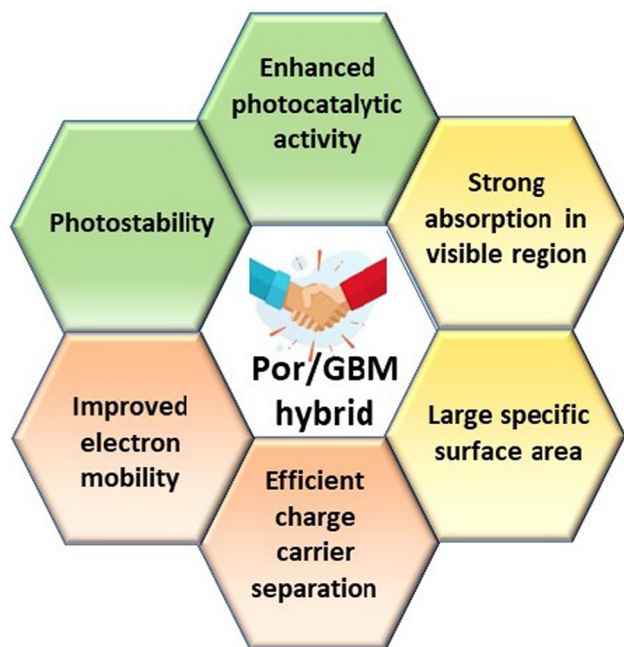 Enhanced
photocatalytic
activity
Strong
absorption in
visible region
Photostability
Por/GBM
hybrid
Improved
electron
mobility
Large specific
surface area
Efficient
charge
carrier
separation